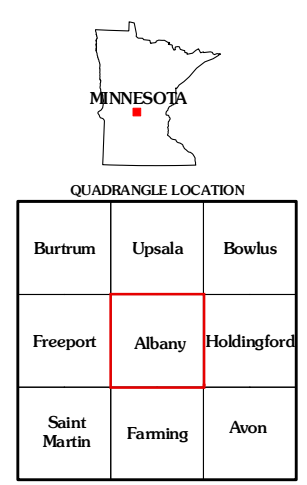 MINNESOTA
QUADRANGLE LOCATION
Burtrum Upsala Bowlus
Freeport Albany Holdingford
Saint
Martin Farming Avon